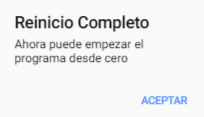 Reinicio Completo
Ahora puede empezar el
programa desde cero
ACEPTAR